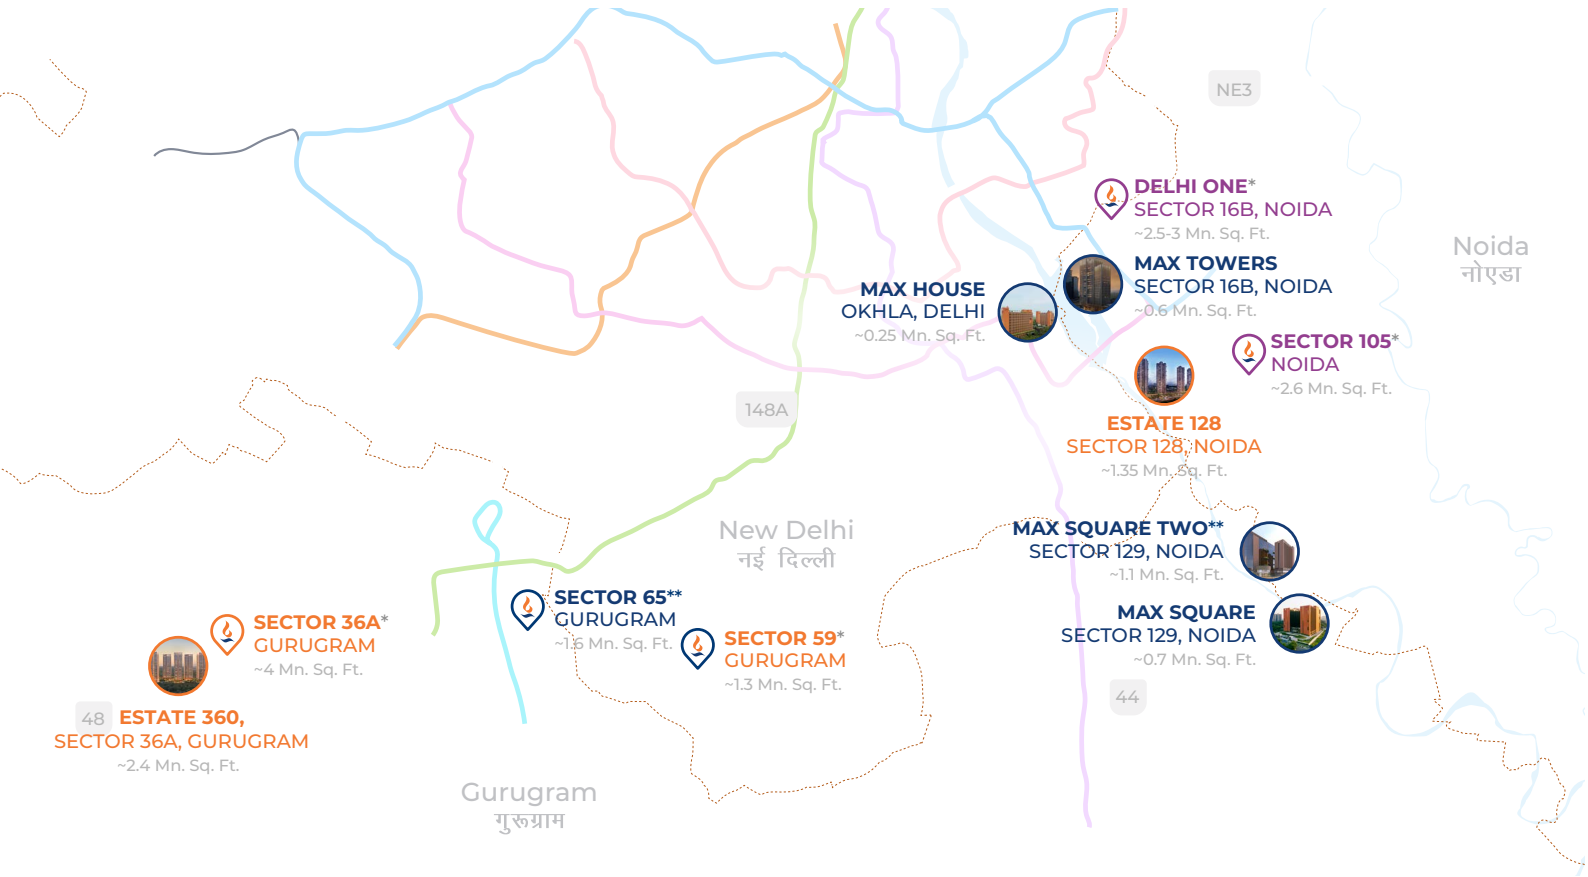 NE3
DELHI ONE*
SECTOR 16B, NOIDA
~2.5-3 Mn. Sq. Ft.
Noida
नोएडा
MAX TOWERS
SECTOR 16B, NOIDA
~0.6 Mn. Sq. Ft.
MAX HOUSE
OKHLA, DELHI
~0.25 Mn. Sq. Ft.
SECTOR 105*
NOIDA
~2.6 Mn. Sq. Ft.
148A
ESTATE 128
SECTOR 128, NOIDA
~1.35 Mn. Sq. Ft.
New Delhi
नई दिल्ली
MAX SQUARE TWO**
SECTOR 129, NOIDA
~1.1 Mn. Sq. Ft.
SECTOR 65**
GURUGRAM
~1.6 Mn. Sq. Ft.
MAX SQUARE
SECTOR 129, NOIDA
~0.7 Mn. Sq. Ft.
SECTOR 36A*
GURUGRAM
~4 Mn. Sq. Ft.
SECTOR 59*
GURUGRAM
~1.3 Mn. Sq. Ft.
44
48
ESTATE 360,
SECTOR 36A, GURUGRAM
~2.4 Mn. Sq. Ft.
Gurugram
गुरूग्राम